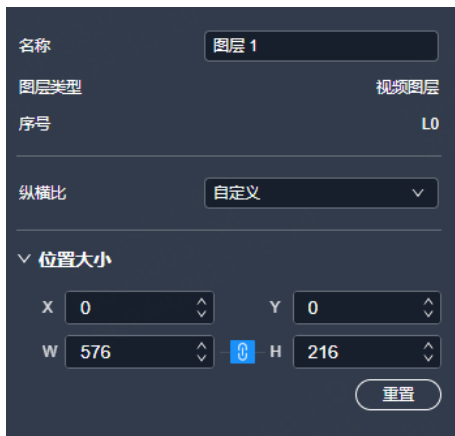 名称 图层 1
图层类型 视频图层
序号 L0
纵横比 自定义
位置大小
X 0 Y 0
W 576 H 216
重置